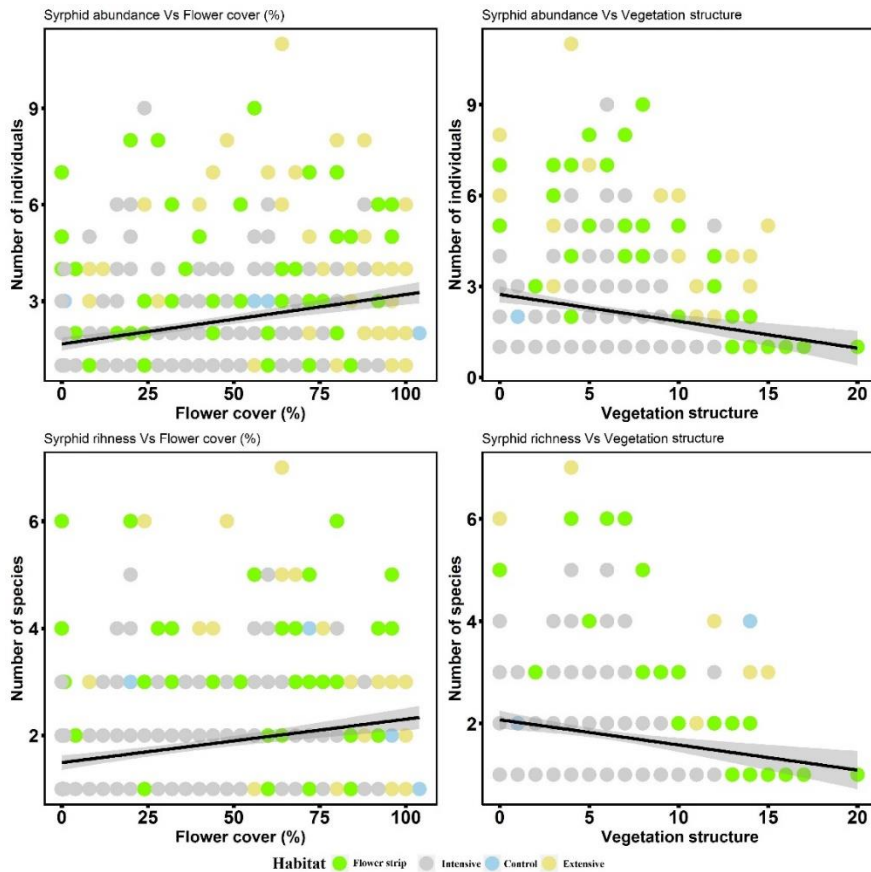 Syrphid abundance Vs Flower cover (%)
Number of individuals
9
6
3
0 25 50 75 100
Flower cover (%)
Syrphid abundance Vs Vegetation structure
Number of individuals
9
6
3
0
0 5 10 15 20
Vegetation structure
Syrphid rihness Vs Flower cover (%)
Number of species
6
4
2
0 25 50 75 100
Flower cover (%)
Syrphid richness Vs Vegetation structure
Number of species
6
4
2
0
0 5 10 15 20
Vegetation structure
Habitat Flower strip Intensive Control Extensive